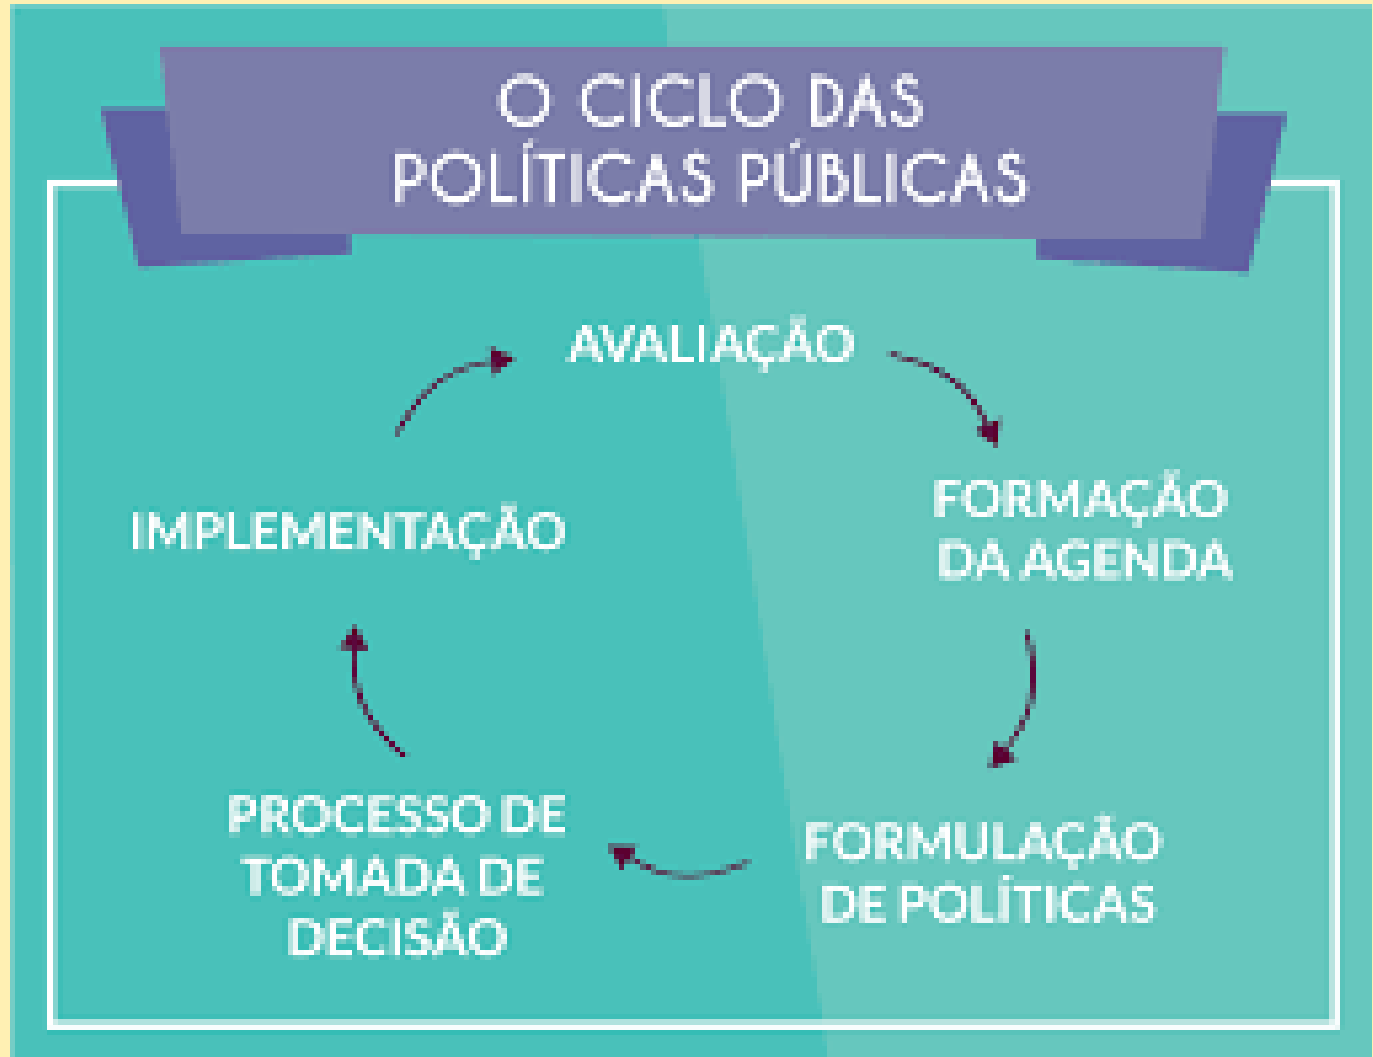 O CICLO DAS
POLÍTICAS PÚBLICAS
AVALIAÇÃO
FORMAÇÃO
DA AGENDA
FORMULAÇÃO
DE POLÍTICAS
PROCESSO DE
TOMADA DE
DECISÃO
IMPLEMENTAÇÃO